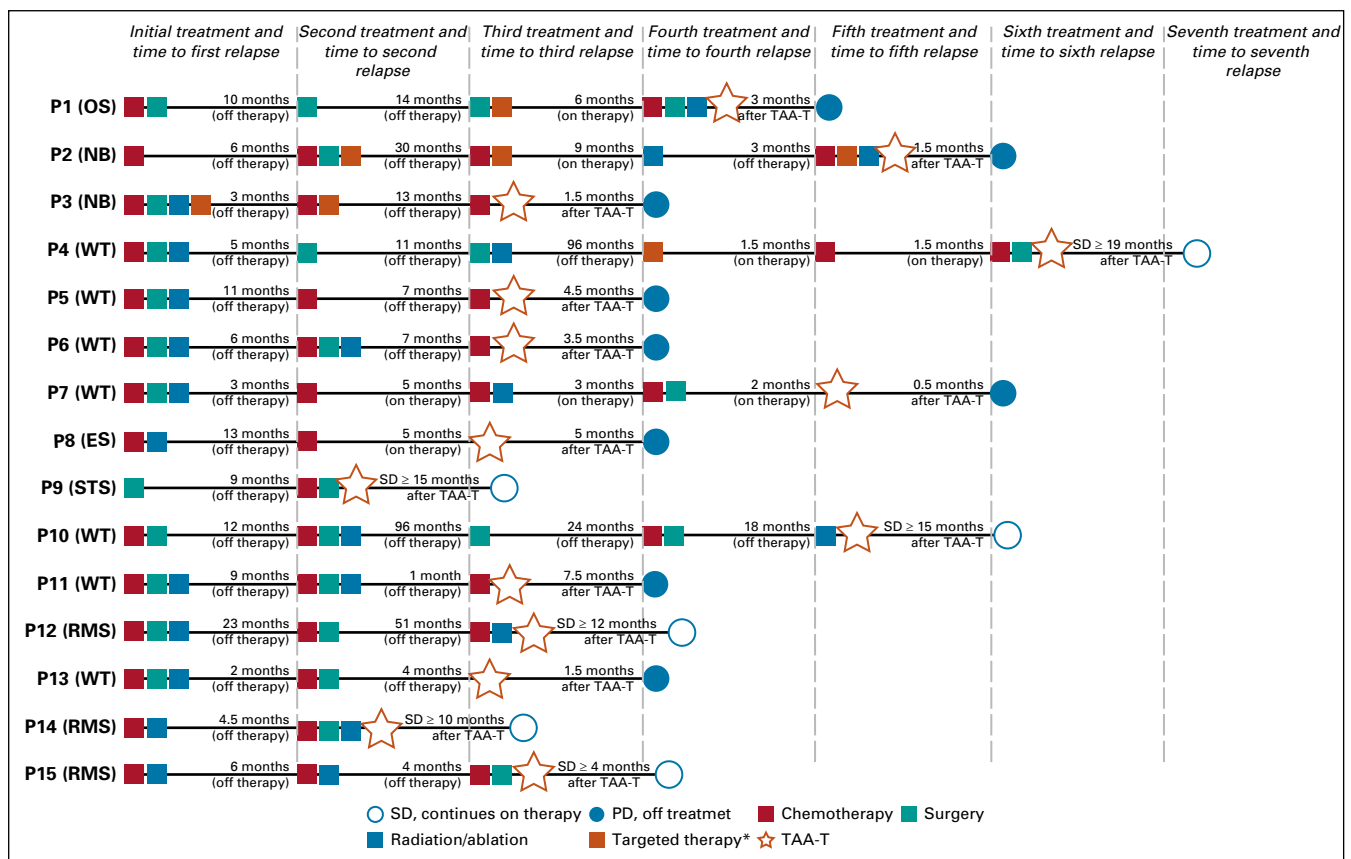 Initial treatment and time to first relapse
Second treatment and time to second relapse
Third treatment and time to third relapse
Fourth treatment and time to fourth relapse
Fifth treatment and time to fifth relapse
Sixth treatment and time to sixth relapse
Seventh treatment and time to seventh relapse
P1 (OS) 10 months (off therapy) 14 months (off therapy) 6 months (on therapy) 3 months after TAA-T
P2 (NB) 6 months (off therapy) 30 months (off therapy) 9 months (on therapy) 3 months (off therapy) 1.5 months after TAA-T
P3 (NB) 3 months (off therapy) 13 months (off therapy) 1.5 months after TAA-T
P4 (WT) 5 months (off therapy) 11 months (off therapy) 96 months (off therapy) 1.5 months (on therapy) 1.5 months (on therapy) SD ≥ 19 months after TAA-T
P5 (WT) 11 months (off therapy) 7 months (off therapy) 4.5 months after TAA-T
P6 (WT) 6 months (off therapy) 7 months (off therapy) 3.5 months after TAA-T
P7 (WT) 3 months (off therapy) 5 months (on therapy) 3 months (on therapy) 2 months (on therapy) 0.5 months after TAA-T
P8 (ES) 13 months (off therapy) 5 months (on therapy) 5 months after TAA-T
P9 (STS) 9 months (off therapy) SD ≥ 15 months after TAA-T
P10 (WT) 12 months (off therapy) 96 months (off therapy) 24 months (off therapy) 18 months (off therapy) SD ≥ 15 months after TAA-T
P11 (WT) 9 months (off therapy) 1 month (off therapy) 7.5 months after TAA-T
P12 (RMS) 23 months (off therapy) 51 months (off therapy) SD ≥ 12 months after TAA-T
P13 (WT) 2 months (off therapy) 4 months (off therapy) 1.5 months after TAA-T
P14 (RMS) 4.5 months (off therapy) SD ≥ 10 months after TAA-T
P15 (RMS) 6 months (off therapy) 4 months (off therapy) SD ≥ 4 months after TAA-T
SD, continues on therapy PD, off treatmet Chemotherapy Surgery
Radiation/ablation Targeted therapy* TAA-T